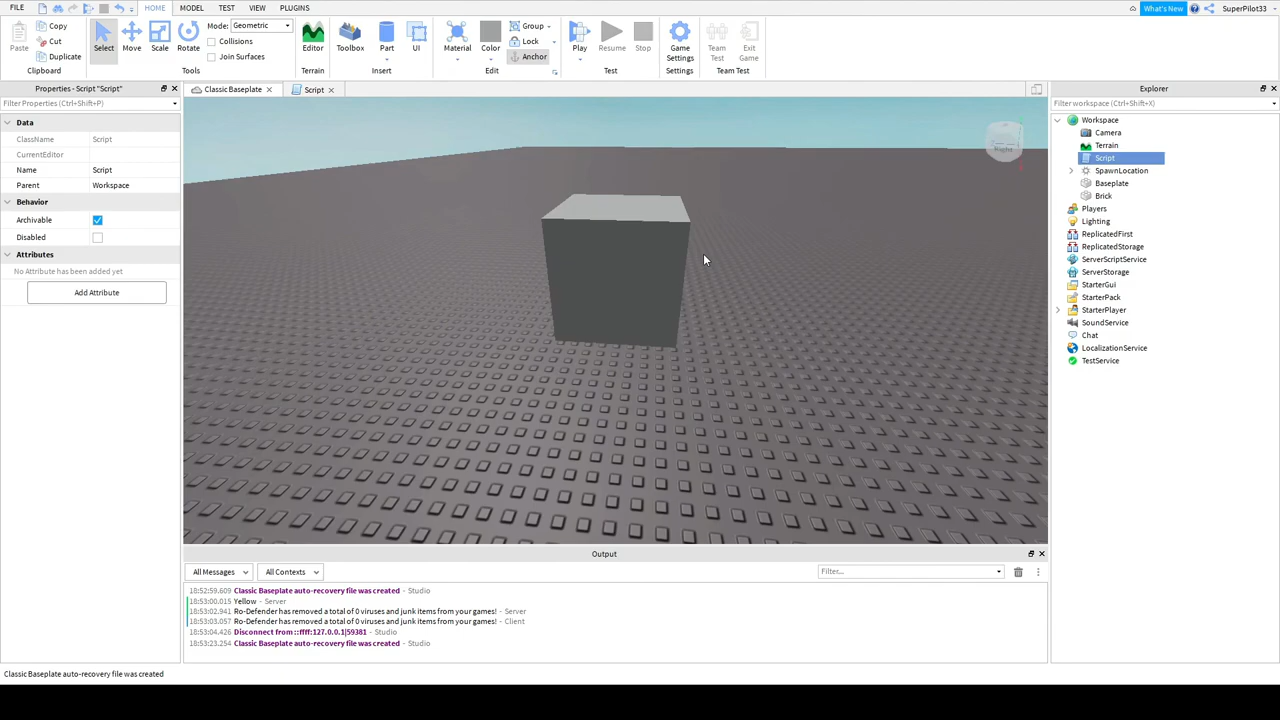 FILE HOME MODEL TEST VIEW PLUGINS What's New SuperPilot33
Copy Mode: Geometric Group
Cut Collisions Lock
Paste Duplicate Select Move Scale Rotate Join Surfaces Editor Toolbox Part UI Material Color Anchor Play Resume Stop Game Settings Team Test Exit Game
Clipboard Tools Terrain Insert Edit Test Settings Team Test
Properties - Script "Script"
Filter Properties (Ctrl+Shift+P)
Data
ClassName Script
CurrentEditor
Name Script
Parent Workspace
Behavior
Archivable
Disabled
Attributes
No Attribute has been added yet
Add Attribute
Classic Baseplate Script
Right
Output
All Messages All Contexts Filter...
18:52:59.609 Classic Baseplate auto-recovery file was created - Studio
18:53:00.015 Yellow - Server
18:53:02.941 Ro-Defender has removed a total of 0 viruses and junk items from your games! - Server
18:53:03.057 Ro-Defender has removed a total of 0 viruses and junk items from your games! - Client
18:53:04.426 Disconnect from ::ffff:127.0.0.1|59381 - Studio
18:53:23.254 Classic Baseplate auto-recovery file was created - Studio
Explorer
Filter workspace (Ctrl+Shift+X)
Workspace
Camera
Terrain
Script
SpawnLocation
Baseplate
Brick
Players
Lighting
ReplicatedFirst
ReplicatedStorage
ServerScriptService
ServerStorage
StarterGui
StarterPack
StarterPlayer
SoundService
Chat
LocalizationService
TestService
Classic Baseplate auto-recovery file was created